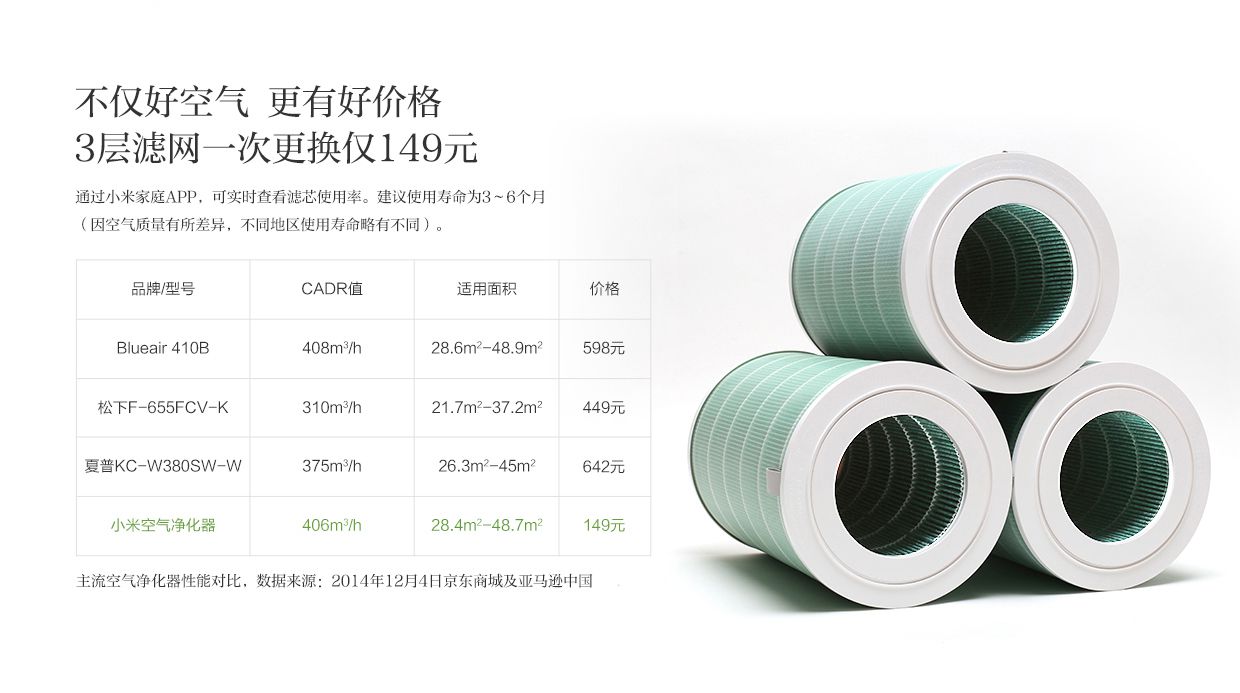 不仅好空气 更有好价格
3层滤网一次更换仅149元
通过小米家庭APP，可实时查看滤芯使用率。建议使用寿命为3~6个月
（因空气质量有所差异，不同地区使用寿命略有不同）。
品牌/型号 CADR值 适用面积 价格
Blueair 410B 408m³/h 28.6m²-48.9m² 598元
松下F-655FCV-K 310m³/h 21.7m²-37.2m² 449元
夏普KC-W380SW-W 375m³/h 26.3m²-45m² 642元
小米空气净化器 406m³/h 28.4m²-48.7m² 149元
主流空气净化器性能对比，数据来源：2014年12月4日京东商城及亚马逊中国